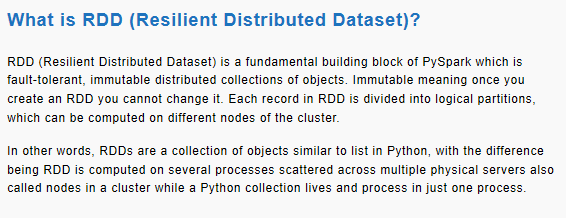 What is RDD (Resilient Distributed Dataset)?
RDD (Resilient Distributed Dataset) is a fundamental building block of PySpark which is
fault-tolerant, immutable distributed collections of objects. Immutable meaning once you
create an RDD you cannot change it. Each record in RDD is divided into logical partitions,
which can be computed on different nodes of the cluster.
In other words, RDDs are a collection of objects similar to list in Python, with the difference
being RDD is computed on several processes scattered across multiple physical servers also
called nodes in a cluster while a Python collection lives and process in just one process.